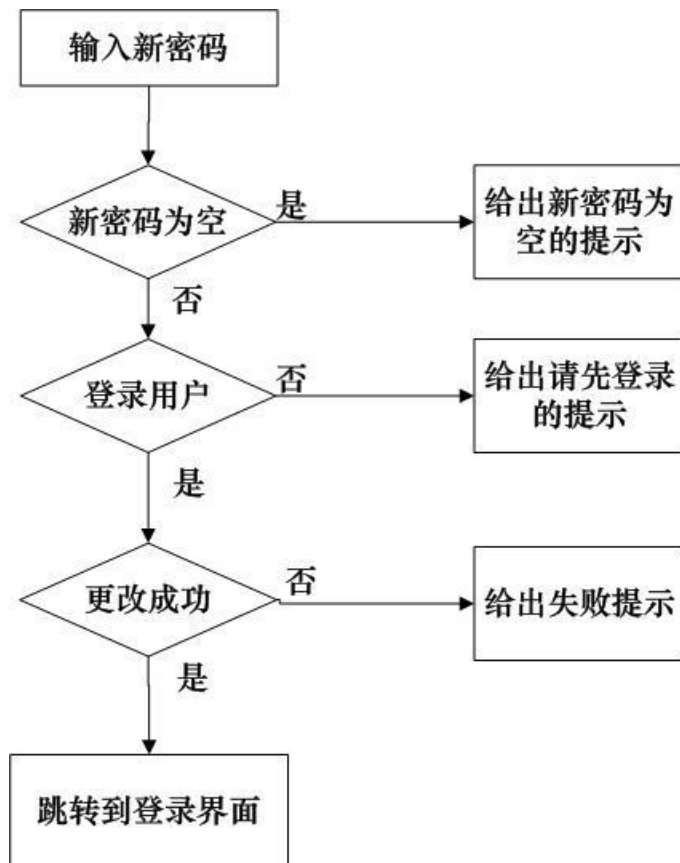 输入新密码
新密码为空
是
给出新密码为
空的提示
否
登录用户
否
给出请先登录
的提示
是
更改成功
否
给出失败提示
是
跳转到登录界面